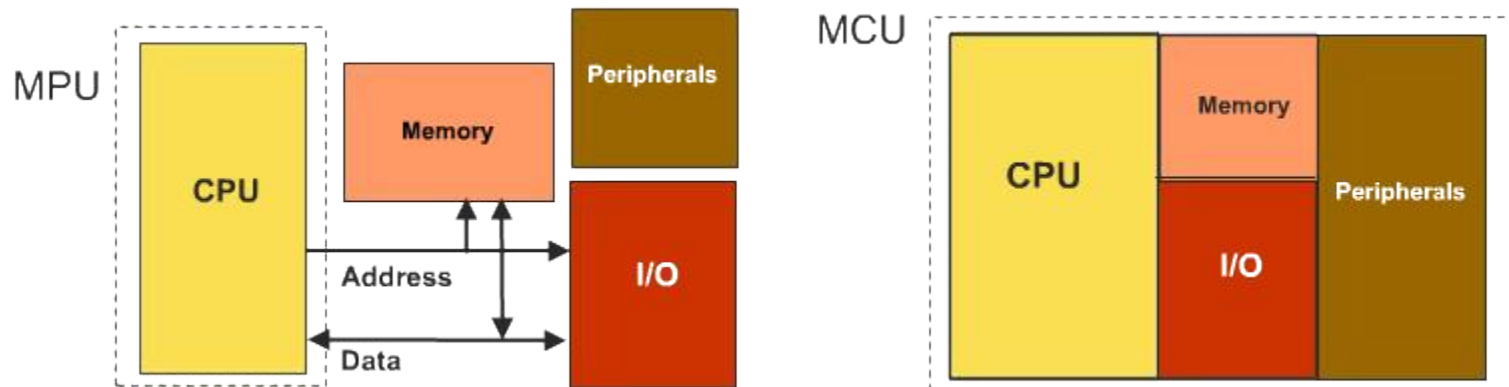 MPU
CPU
Memory
Peripherals
Address
I/O
Data
MCU
CPU
Memory
I/O
Peripherals